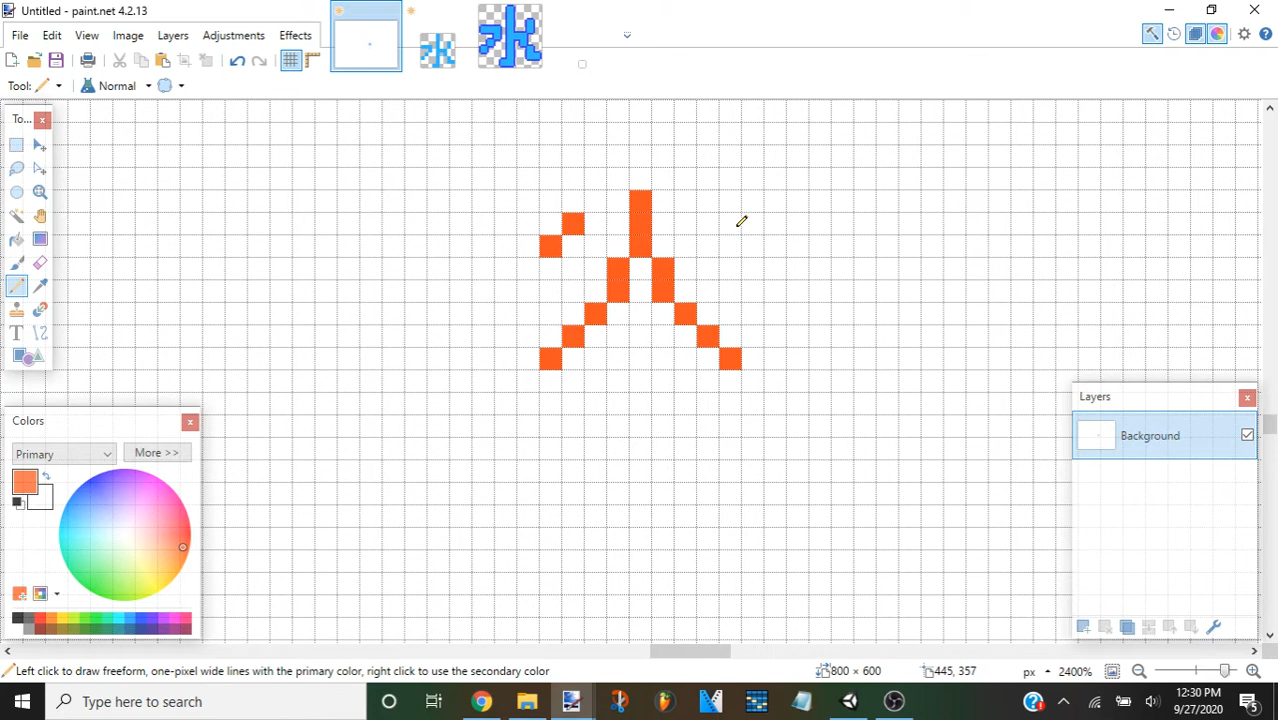 Untitled - paint.net 4.2.13
File Edit View Image Layers Adjustments Effects
水 水
Tool: Normal
To...
Colors
Primary More >>
Layers
Background
Left click to draw freeform, one-pixel wide lines with the primary color, right click to use the secondary color
800 × 600
445, 357
px
2400%
Type here to search
12:30 PM
9/27/2020
5